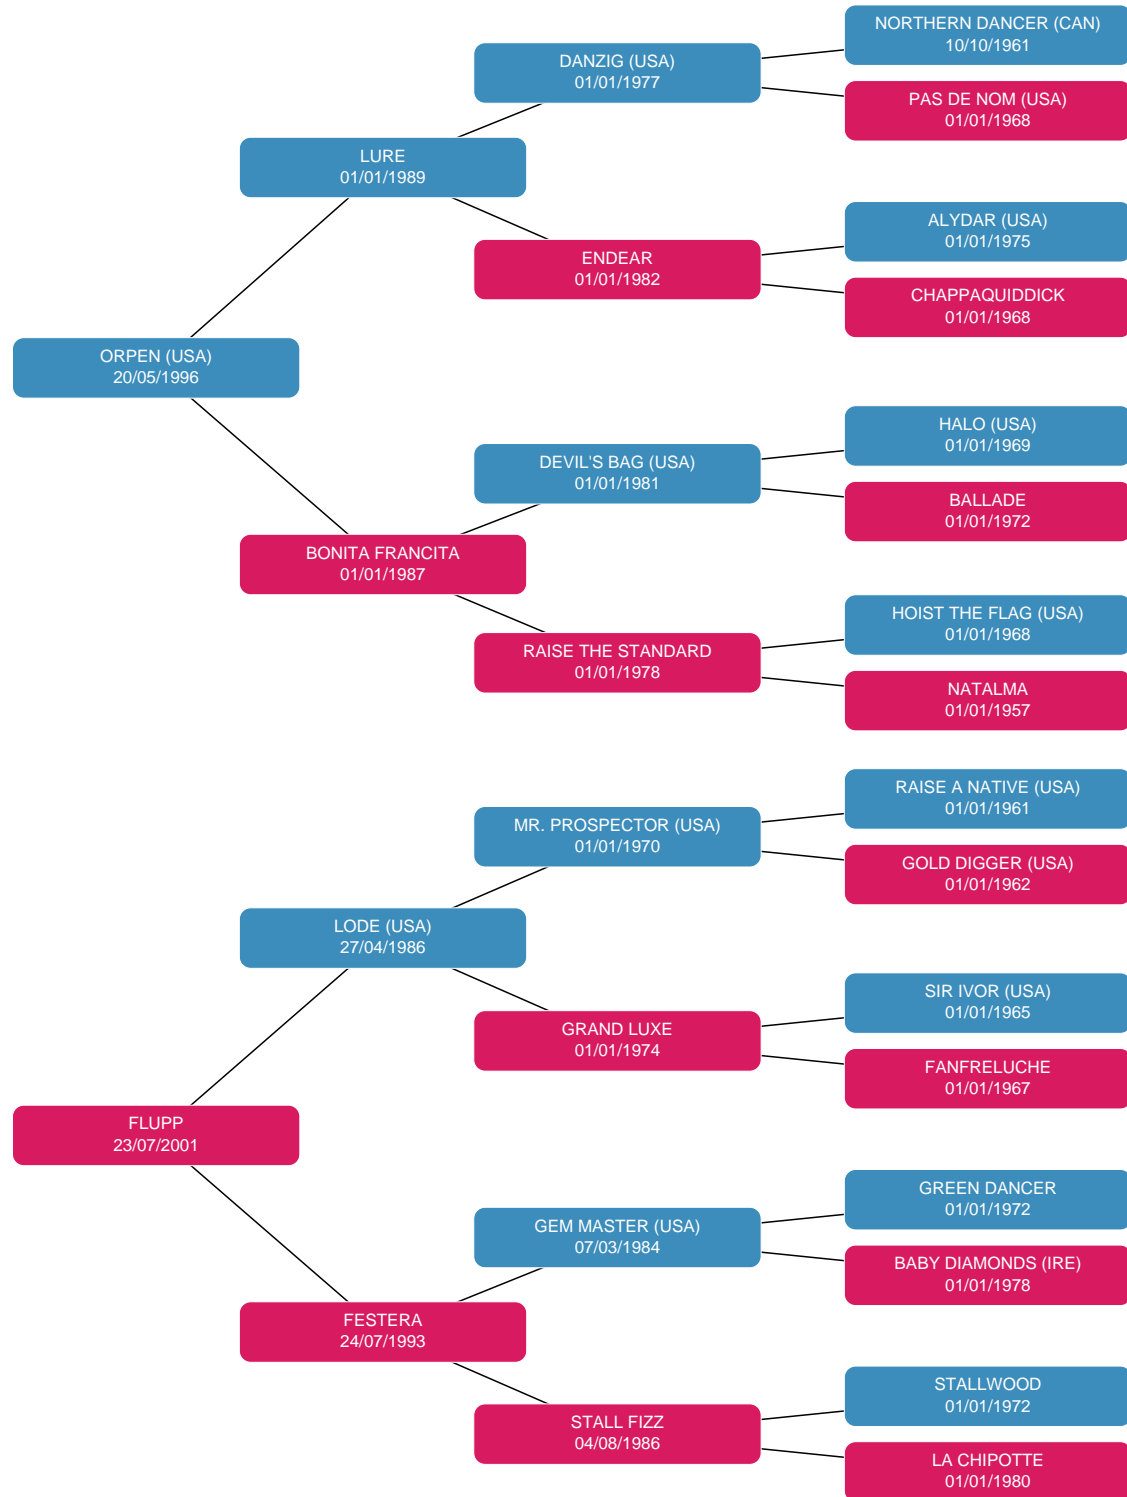 NORTHERN DANCER (CAN)
10/10/1961
DANZIG (USA)
01/01/1977
PAS DE NOM (USA)
01/01/1968
LURE
01/01/1989
ALYDAR (USA)
01/01/1975
ENDEAR
01/01/1982
CHAPPAQUIDDICK
01/01/1968
ORPEN (USA)
20/05/1996
HALO (USA)
01/01/1969
DEVIL'S BAG (USA)
01/01/1981
BALLADE
01/01/1972
BONITA FRANCITA
01/01/1987
HOIST THE FLAG (USA)
01/01/1968
RAISE THE STANDARD
01/01/1978
NATALMA
01/01/1957
RAISE A NATIVE (USA)
01/01/1961
MR. PROSPECTOR (USA)
01/01/1970
GOLD DIGGER (USA)
01/01/1962
LODE (USA)
27/04/1986
SIR IVOR (USA)
01/01/1965
GRAND LUXE
01/01/1974
FANFRELUCHE
01/01/1967
FLUPP
23/07/2001
GREEN DANCER
01/01/1972
GEM MASTER (USA)
07/03/1984
BABY DIAMONDS (IRE)
01/01/1978
FESTERA
24/07/1993
STALLWOOD
01/01/1972
STALL FIZZ
04/08/1986
LA CHIPOTTE
01/01/1980